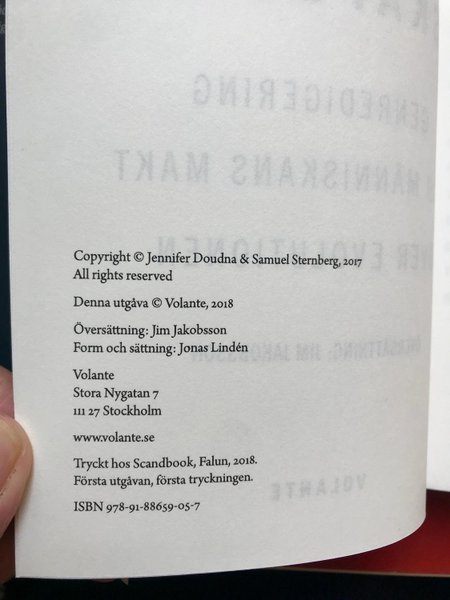 Copyright © Jennifer Doudna & Samuel Sternberg, 2017
All rights reserved
Denna utgåva © Volante, 2018
Översättning: Jim Jakobsson
Form och sättning: Jonas Lindén
Volante
Stora Nygatan 7
111 27 Stockholm
www.volante.se
Tryckt hos Scandbook, Falun, 2018.
Första utgåvan, första tryckningen.
ISBN 978-91-88659-05-7